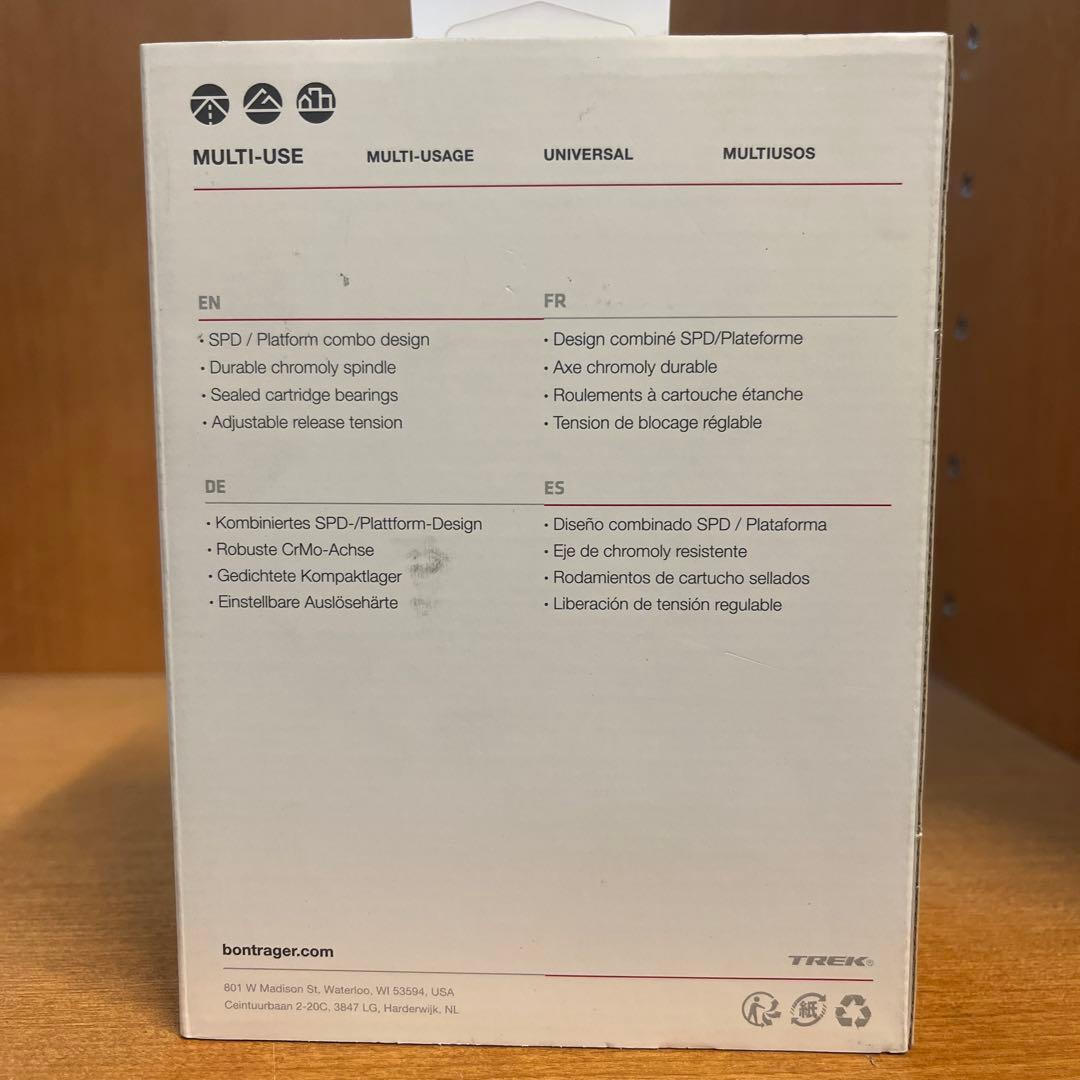 MULTI-USE MULTI-USAGE UNIVERSAL MULTIUSOS
EN
• SPD / Platform combo design
• Durable chromoly spindle
• Sealed cartridge bearings
• Adjustable release tension
FR
• Design combiné SPD/Plateforme
• Axe chromoly durable
• Roulements à cartouche étanche
• Tension de blocage réglable
DE
• Kombiniertes SPD-/Plattform-Design
• Robuste CrMo-Achse
• Gedichtete Kompaktlager
• Einstellbare Auslösehärte
ES
• Diseño combinado SPD / Plataforma
• Eje de chromoly resistente
• Rodamientos de cartucho sellados
• Liberación de tensión regulable
bontrager.com
TREK®
801 W Madison St, Waterloo, WI 53594, USA
Ceintuurbaan 2-20C, 3847 LG, Harderwijk, NL
紙